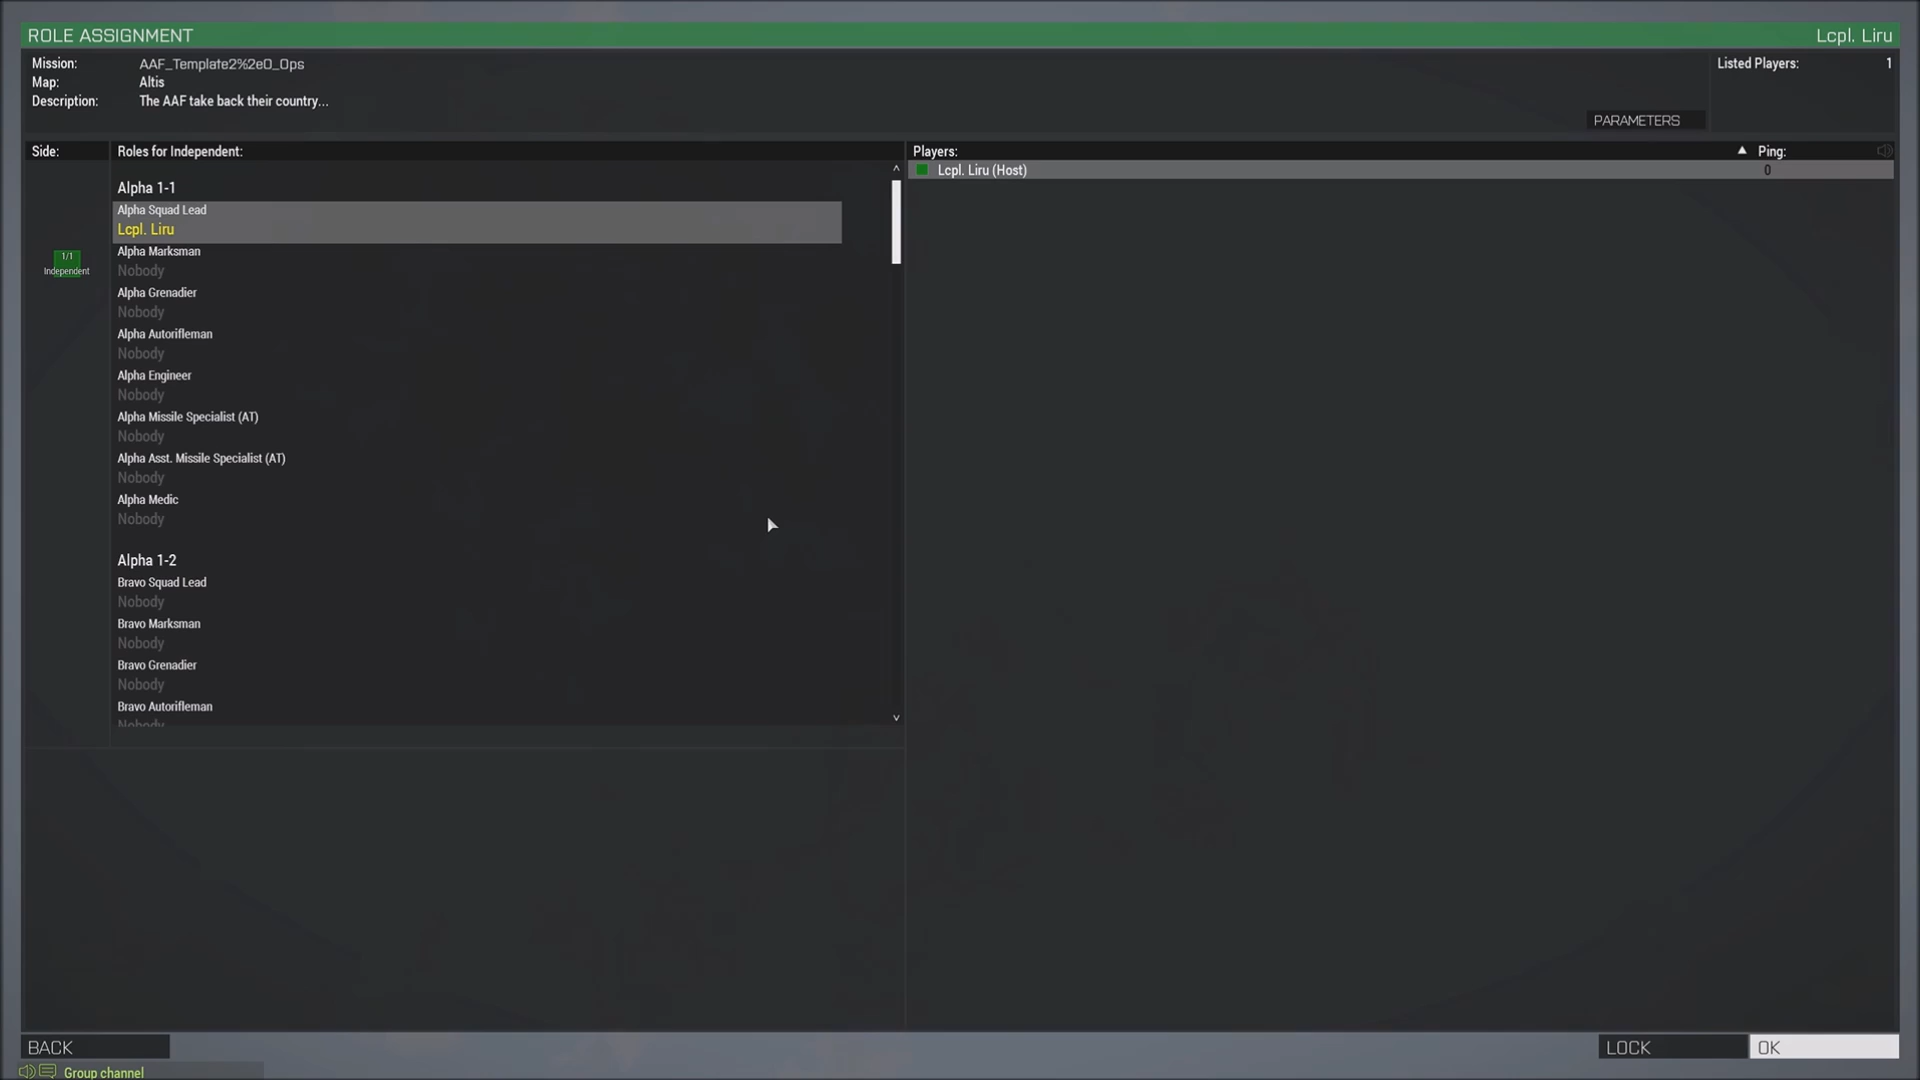 ROLE ASSIGNMENT Lcpl. Liru
Mission: AAF_Template2%2e0_Ops
Map: Altis
Description: The AAF take back their country...
Listed Players: 1
PARAMETERS
Side: Roles for Independent:
Players: Ping:
Lcpl. Liru (Host) 0
Alpha 1-1
Alpha Squad Lead
Lcpl. Liru
Alpha Marksman
Nobody
1/1
Independent
Alpha Grenadier
Nobody
Alpha Autorifleman
Nobody
Alpha Engineer
Nobody
Alpha Missile Specialist (AT)
Nobody
Alpha Asst. Missile Specialist (AT)
Nobody
Alpha Medic
Nobody
Alpha 1-2
Bravo Squad Lead
Nobody
Bravo Marksman
Nobody
Bravo Grenadier
Nobody
Bravo Autorifleman
Nobody
BACK LOCK OK
Group channel